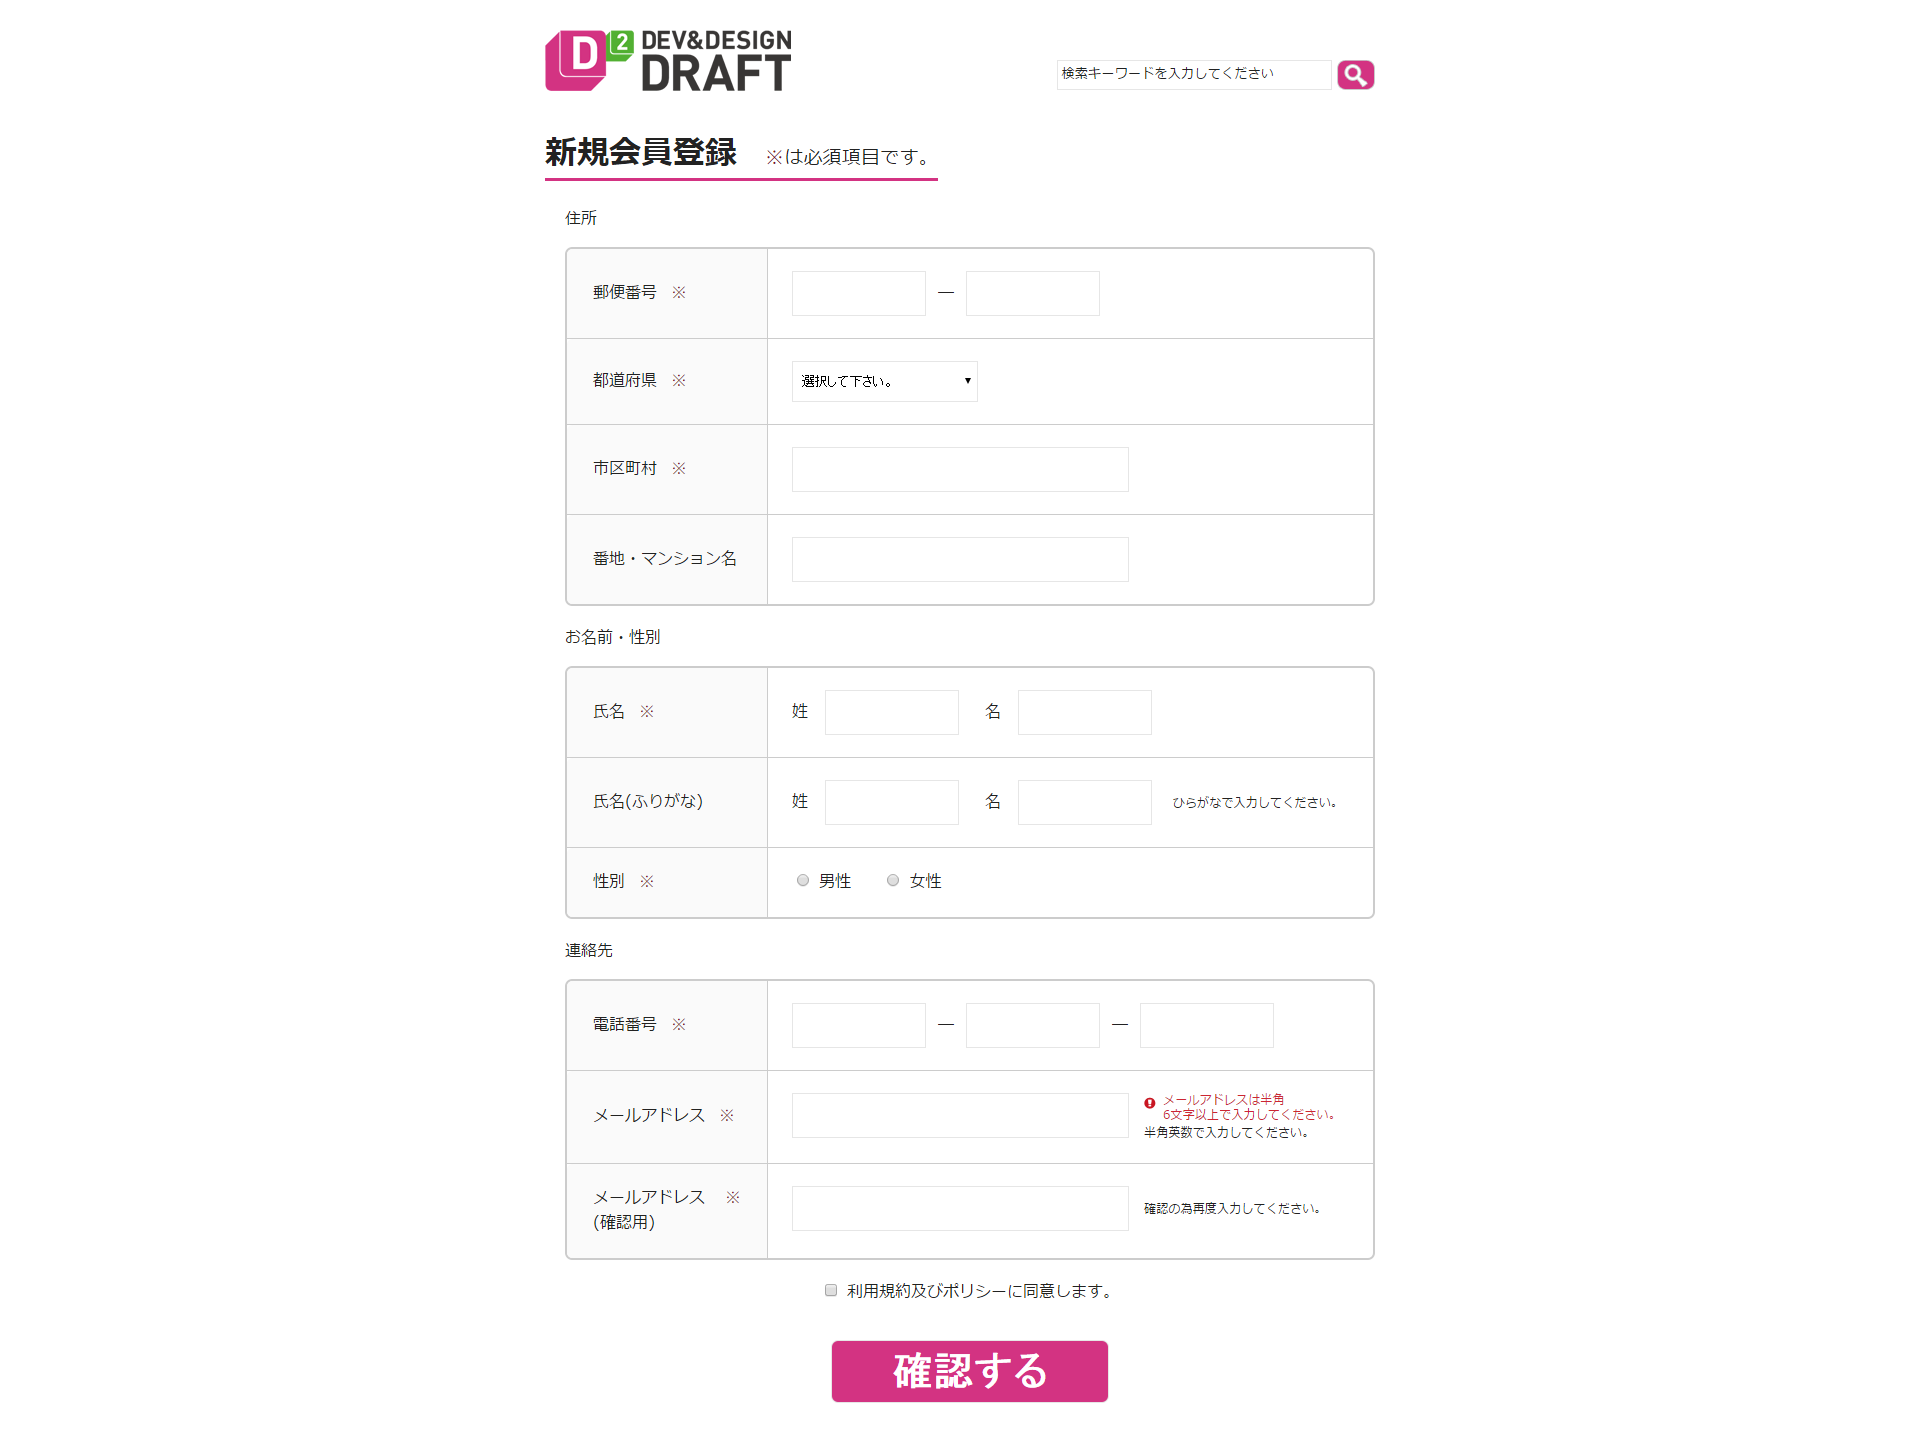 D 2 DEV&DESIGN
DRAFT
検索キーワードを入力してください
新規会員登録 ※は必須項目です。
住所
郵便番号 ※ —
都道府県 ※ 選択して下さい。
市区町村 ※
番地・マンション名
お名前・性別
氏名 ※ 姓 名
氏名(ふりがな) 姓 名 ひらがなで入力してください。
性別 ※ 男性 女性
連絡先
電話番号 ※ — —
メールアドレス ※
メールアドレスは半角
6文字以上で入力してください。
半角英数で入力してください。
メールアドレス ※
(確認用)
確認の為再度入力してください。
利用規約及びポリシーに同意します。
確認する